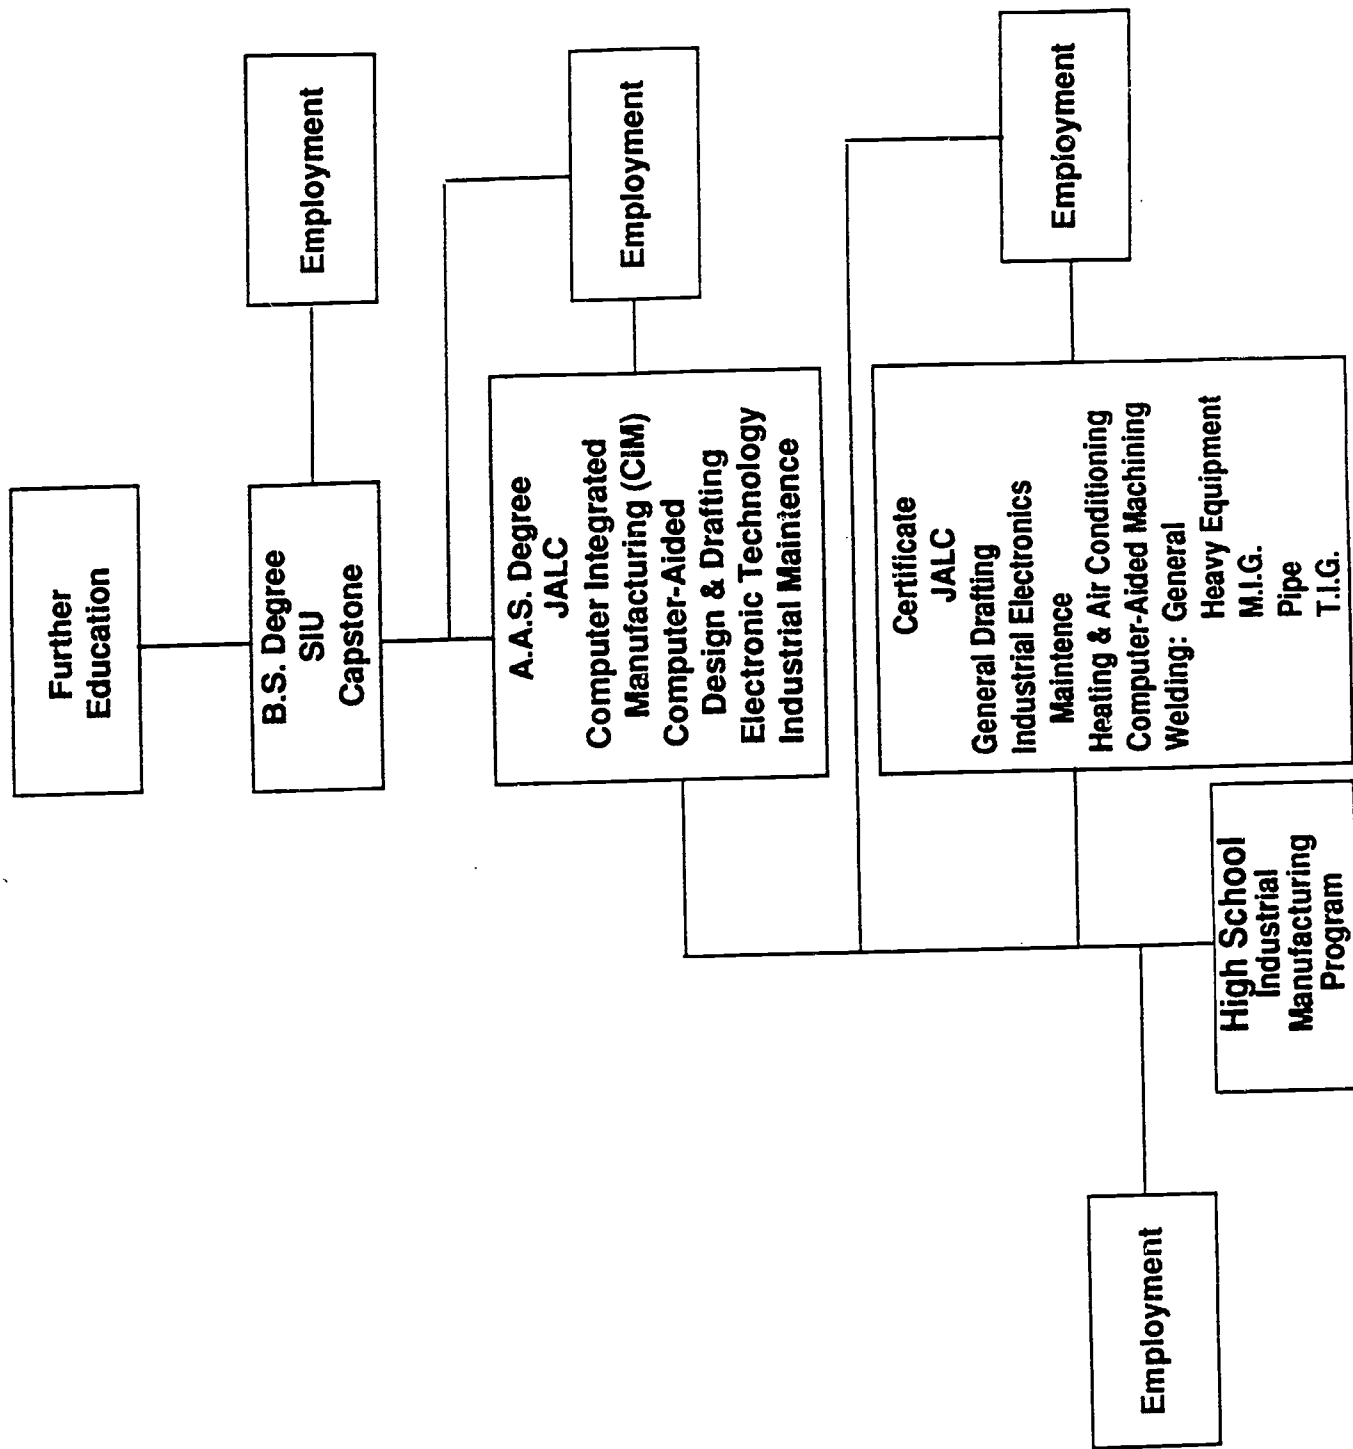 Further
Education
B.S. Degree
SIU
Capstone
Employment
A.A.S. Degree
JALC
Computer Integrated
Manufacturing (CIM)
Computer-Aided
Design & Drafting
Electronic Technology
Industrial Maintence
Employment
Certificate
JALC
General Drafting
Industrial Electronics
Maintence
Heating & Air Conditioning
Computer-Aided Machining
Welding: General
Heavy Equipment
M.I.G.
Pipe
T.I.G.
Employment
High School
Industrial
Manufacturing
Program
Employment